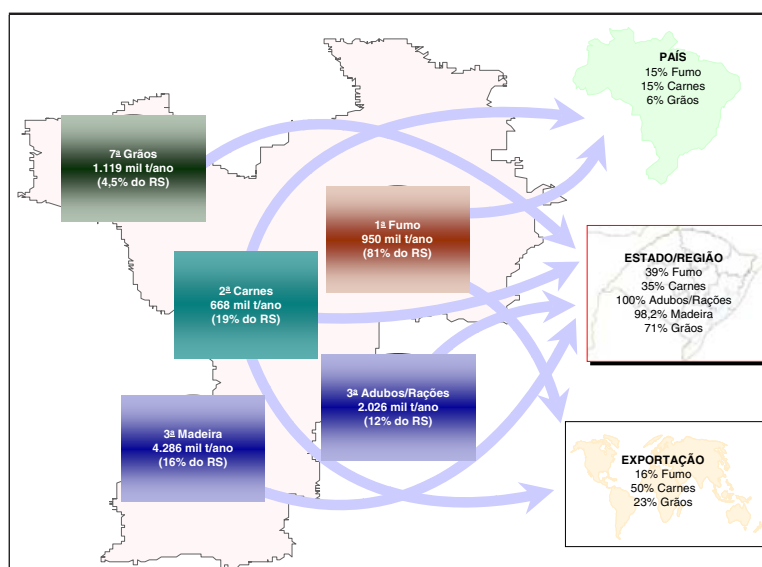 PAÍS
15% Fumo
15% Carnes
6% Grãos
7ª Grãos
1.119 mil t/ano
(4,5% do RS)
1ª Fumo
950 mil t/ano
(81% do RS)
ESTADO/REGIÃO
39% Fumo
35% Carnes
100% Adubos/Rações
98,2% Madeira
71% Grãos
2ª Carnes
668 mil t/ano
(19% do RS)
3ª Adubos/Rações
2.026 mil t/ano
(12% do RS)
3ª Madeira
4.286 mil t/ano
(16% do RS)
EXPORTAÇÃO
16% Fumo
50% Carnes
23% Grãos